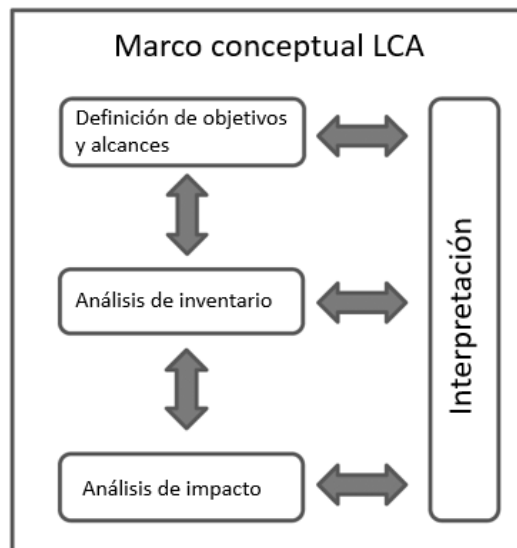 Marco conceptual LCA
Definición de objetivos
y alcances
Análisis de inventario
Análisis de impacto
Interpretación